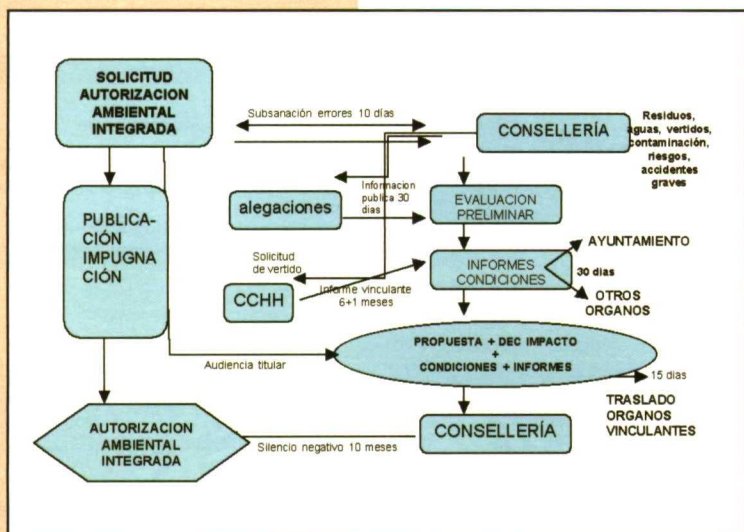 SOLICITUD
AUTORIZACION
AMBIENTAL
INTEGRADA
Subsanación errores 10 días
CONSELLERÍA
Residuos,
aguas, vertidos,
contaminación,
riesgos,
accidentes
graves
PUBLICA-
CIÓN
IMPUGNA
CIÓN
alegaciones
Informacion
publica 30
dias
EVALUACION
PRELIMINAR
Solicitud
de vertido
CCHH
Informe vinculante
6+1 meses
INFORMES
CONDICIONES
30 dias
AYUNTAMIENTO
OTROS
ORGANOS
PROPUESTA + DEC IMPACTO
+
CONDICIONES + INFORMES
Audiencia titular
15 días
TRASLADO
ORGANOS
VINCULANTES
AUTORIZACION
AMBIENTAL
INTEGRADA
Silencio negativo 10 meses
CONSELLERÍA